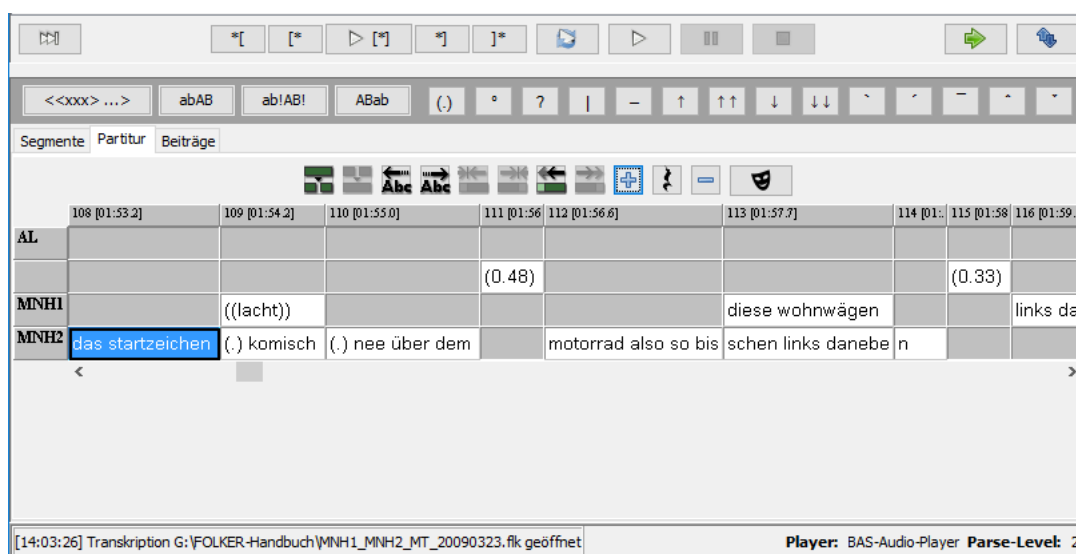 *[ [* [*] *] ]*
<<xxx> ...> abAB ab!AB! ABab (.) ° ? | – ↑ ↑↑ ↓ ↓↓ ` ´ ¯ ˆ ˇ
Segmente Partitur Beiträge
Abc Abc
108 [01:53.2] 109 [01:54.2] 110 [01:55.0] 111 [01:56 112 [01:56.6] 113 [01:57.7] 114 [01:. 115 [01:58 116 [01:59.
AL
(0.48) (0.33)
MNH1 ((lacht)) diese wohnwägen links da
MNH2 das startzeichen (.) komisch (.) nee über dem motorrad also so bis schen links danebe n
[14:03:26] Transkription G:\FOLKER-Handbuch\MNH1_MNH2_MT_20090323.flk geöffnet Player: BAS-Audio-Player Parse-Level: 2